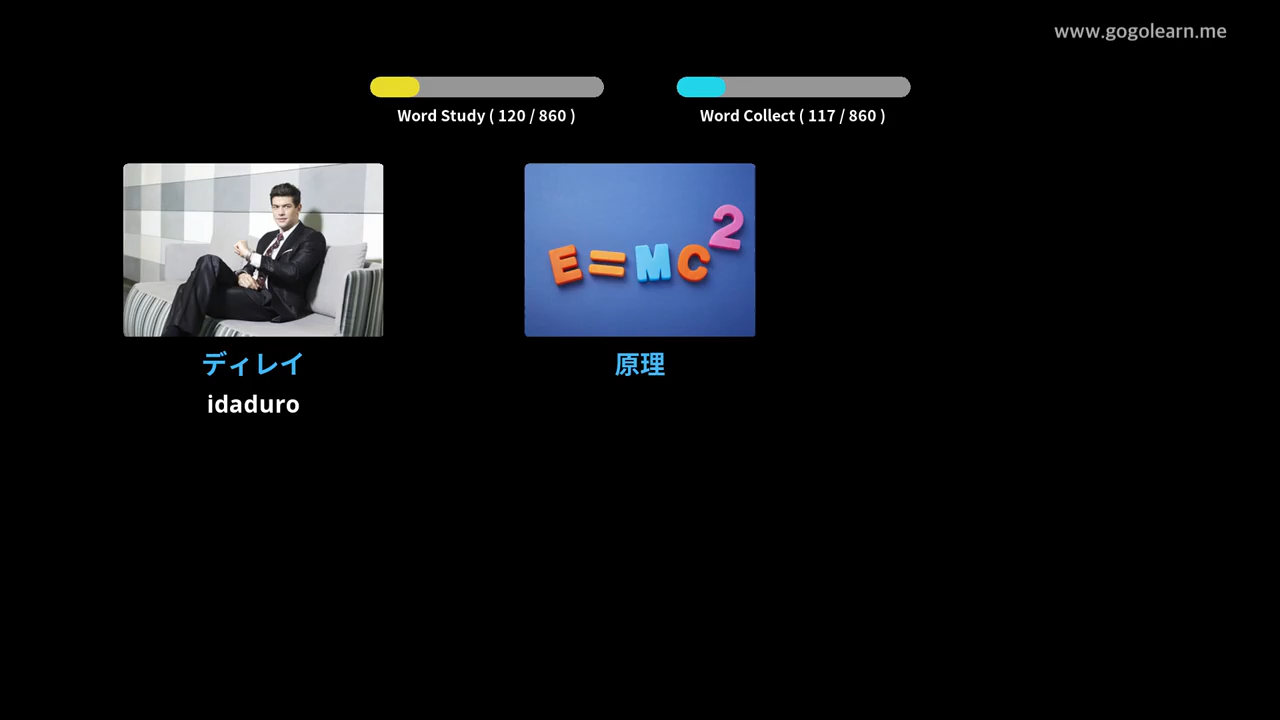 www.gogolearn.me
Word Study ( 120 / 860 )
Word Collect ( 117 / 860 )
E=MC2
ディレイ
原理
idaduro